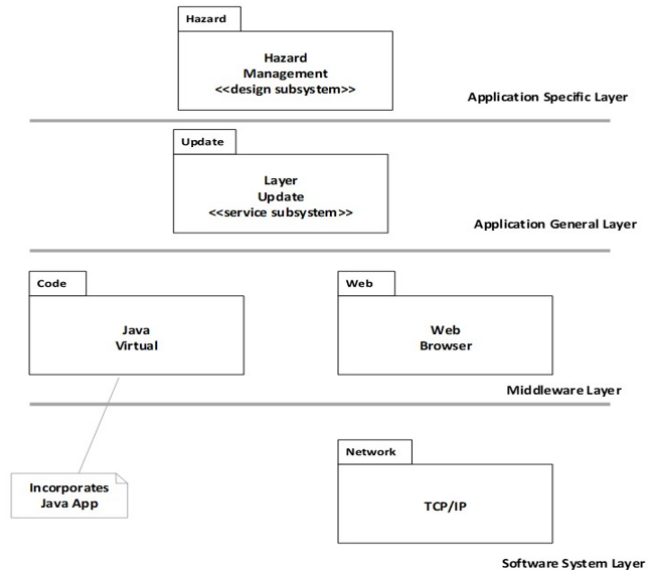 Hazard
Hazard
Management
<<design subsystem>>
Application Specific Layer
Update
Layer
Update
<<service subsystem>>
Application General Layer
Code
Java
Virtual
Web
Web
Browser
Middleware Layer
Network
TCP/IP
Incorporates
Java App
Software System Layer